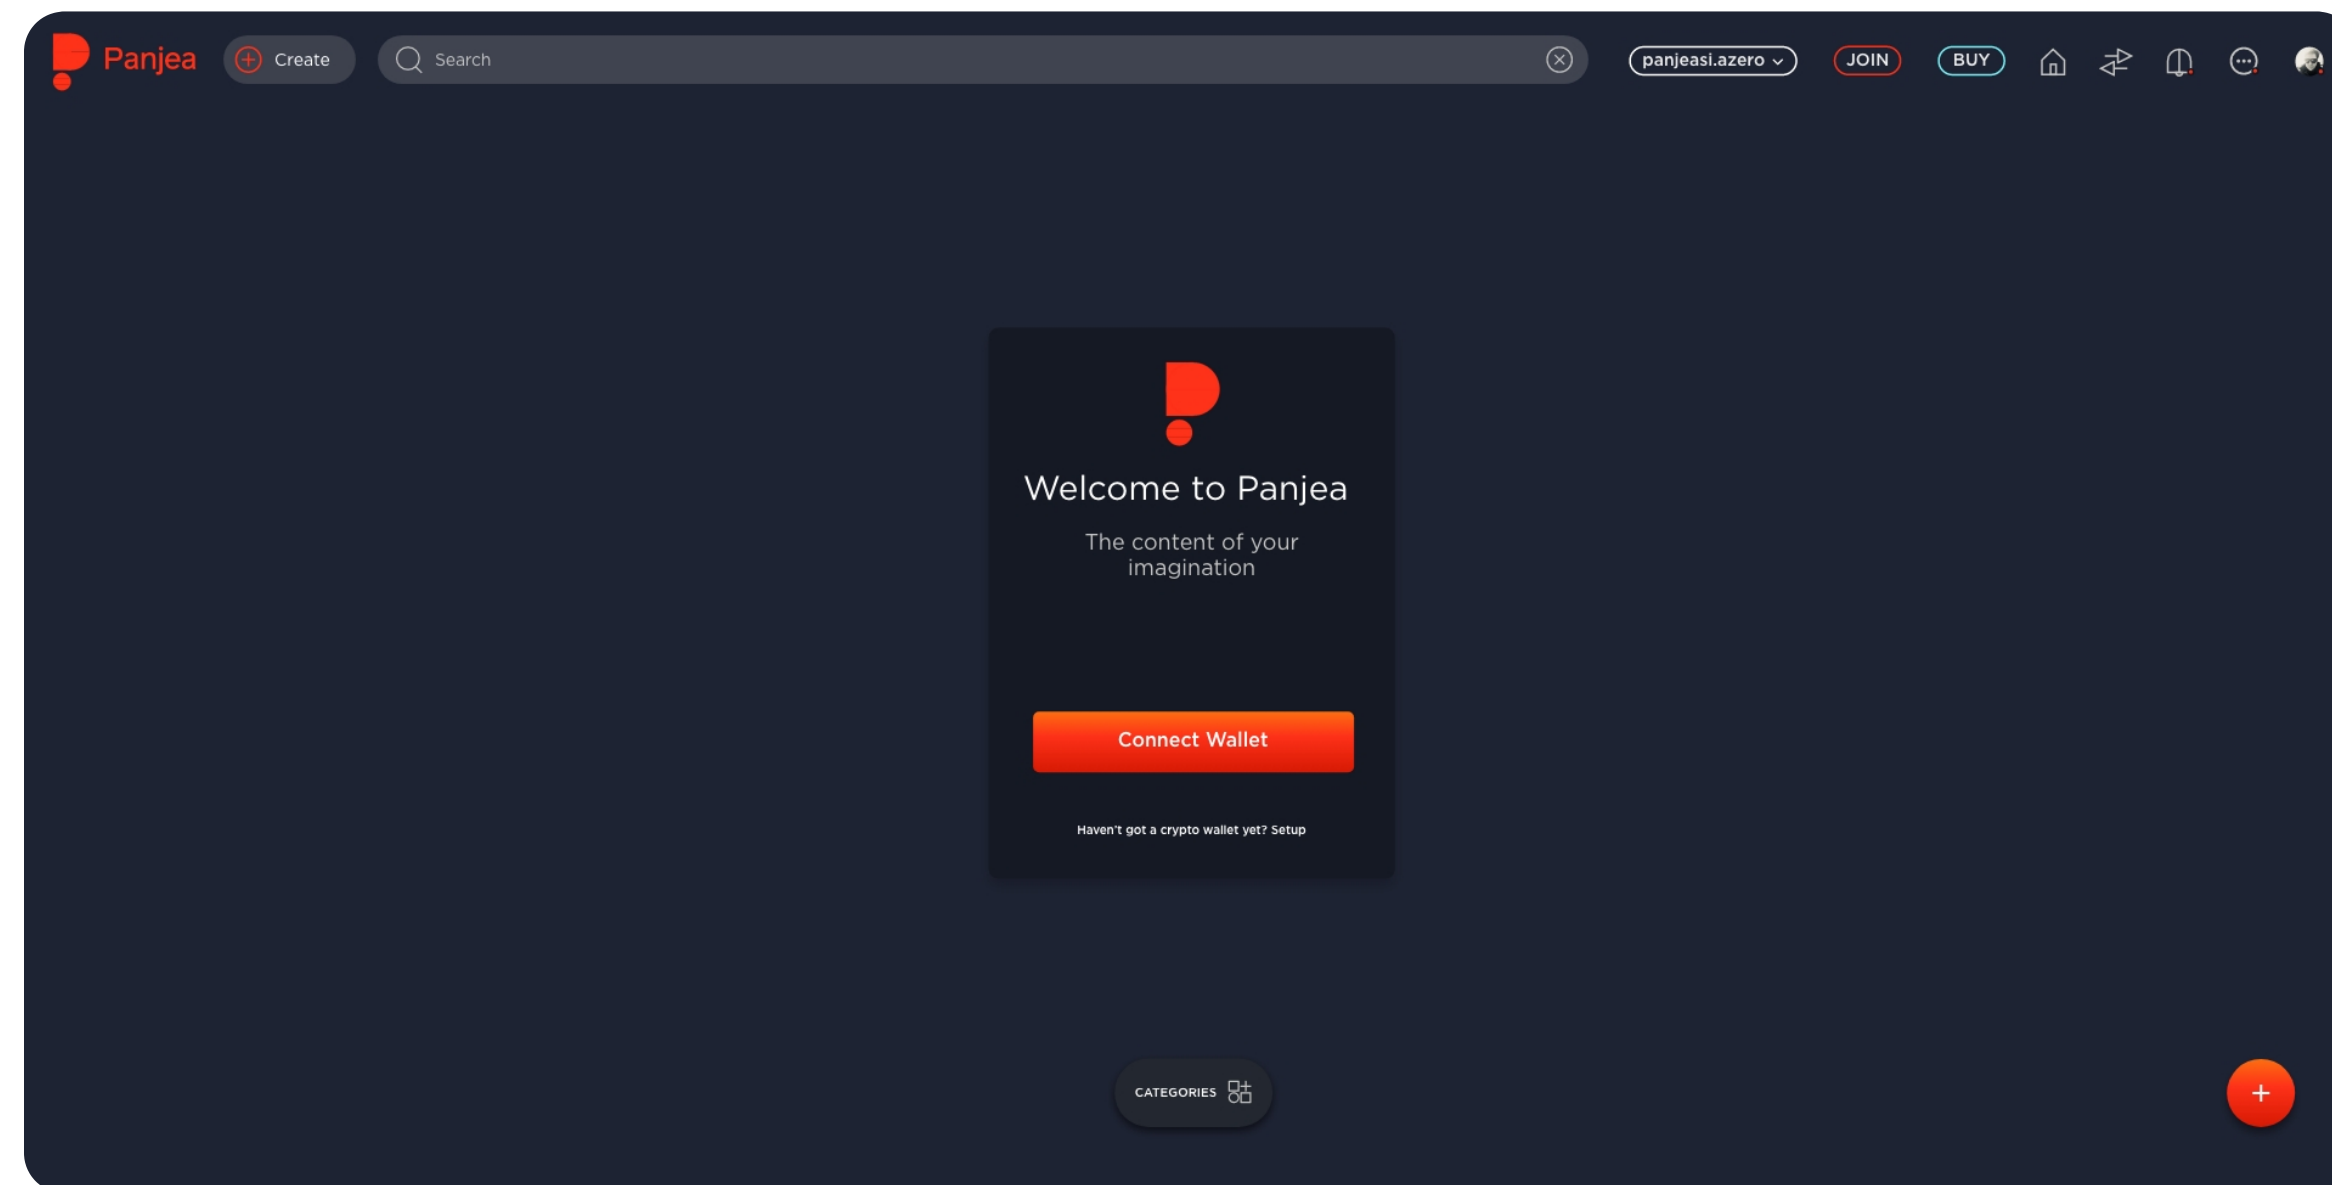 Panjea
Create
Search
panjeasi.azero
JOIN
BUY
Welcome to Panjea
The content of your
imagination
Connect Wallet
Haven't got a crypto wallet yet? Setup
CATEGORIES